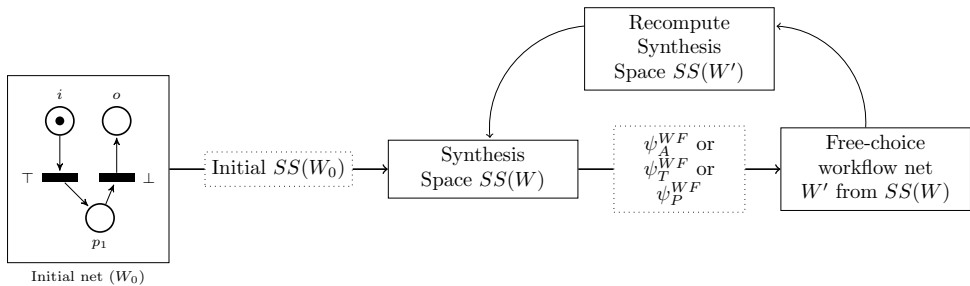 Recompute
Synthesis
Space SS(W')
i
o
⊤
⊥
p₁
Initial net (W₀)
Initial SS(W₀)
Synthesis
Space SS(W)
ψ_A^{WF} or
ψ_T^{WF} or
ψ_P^{WF}
Free-choice
workflow net
W' from SS(W)